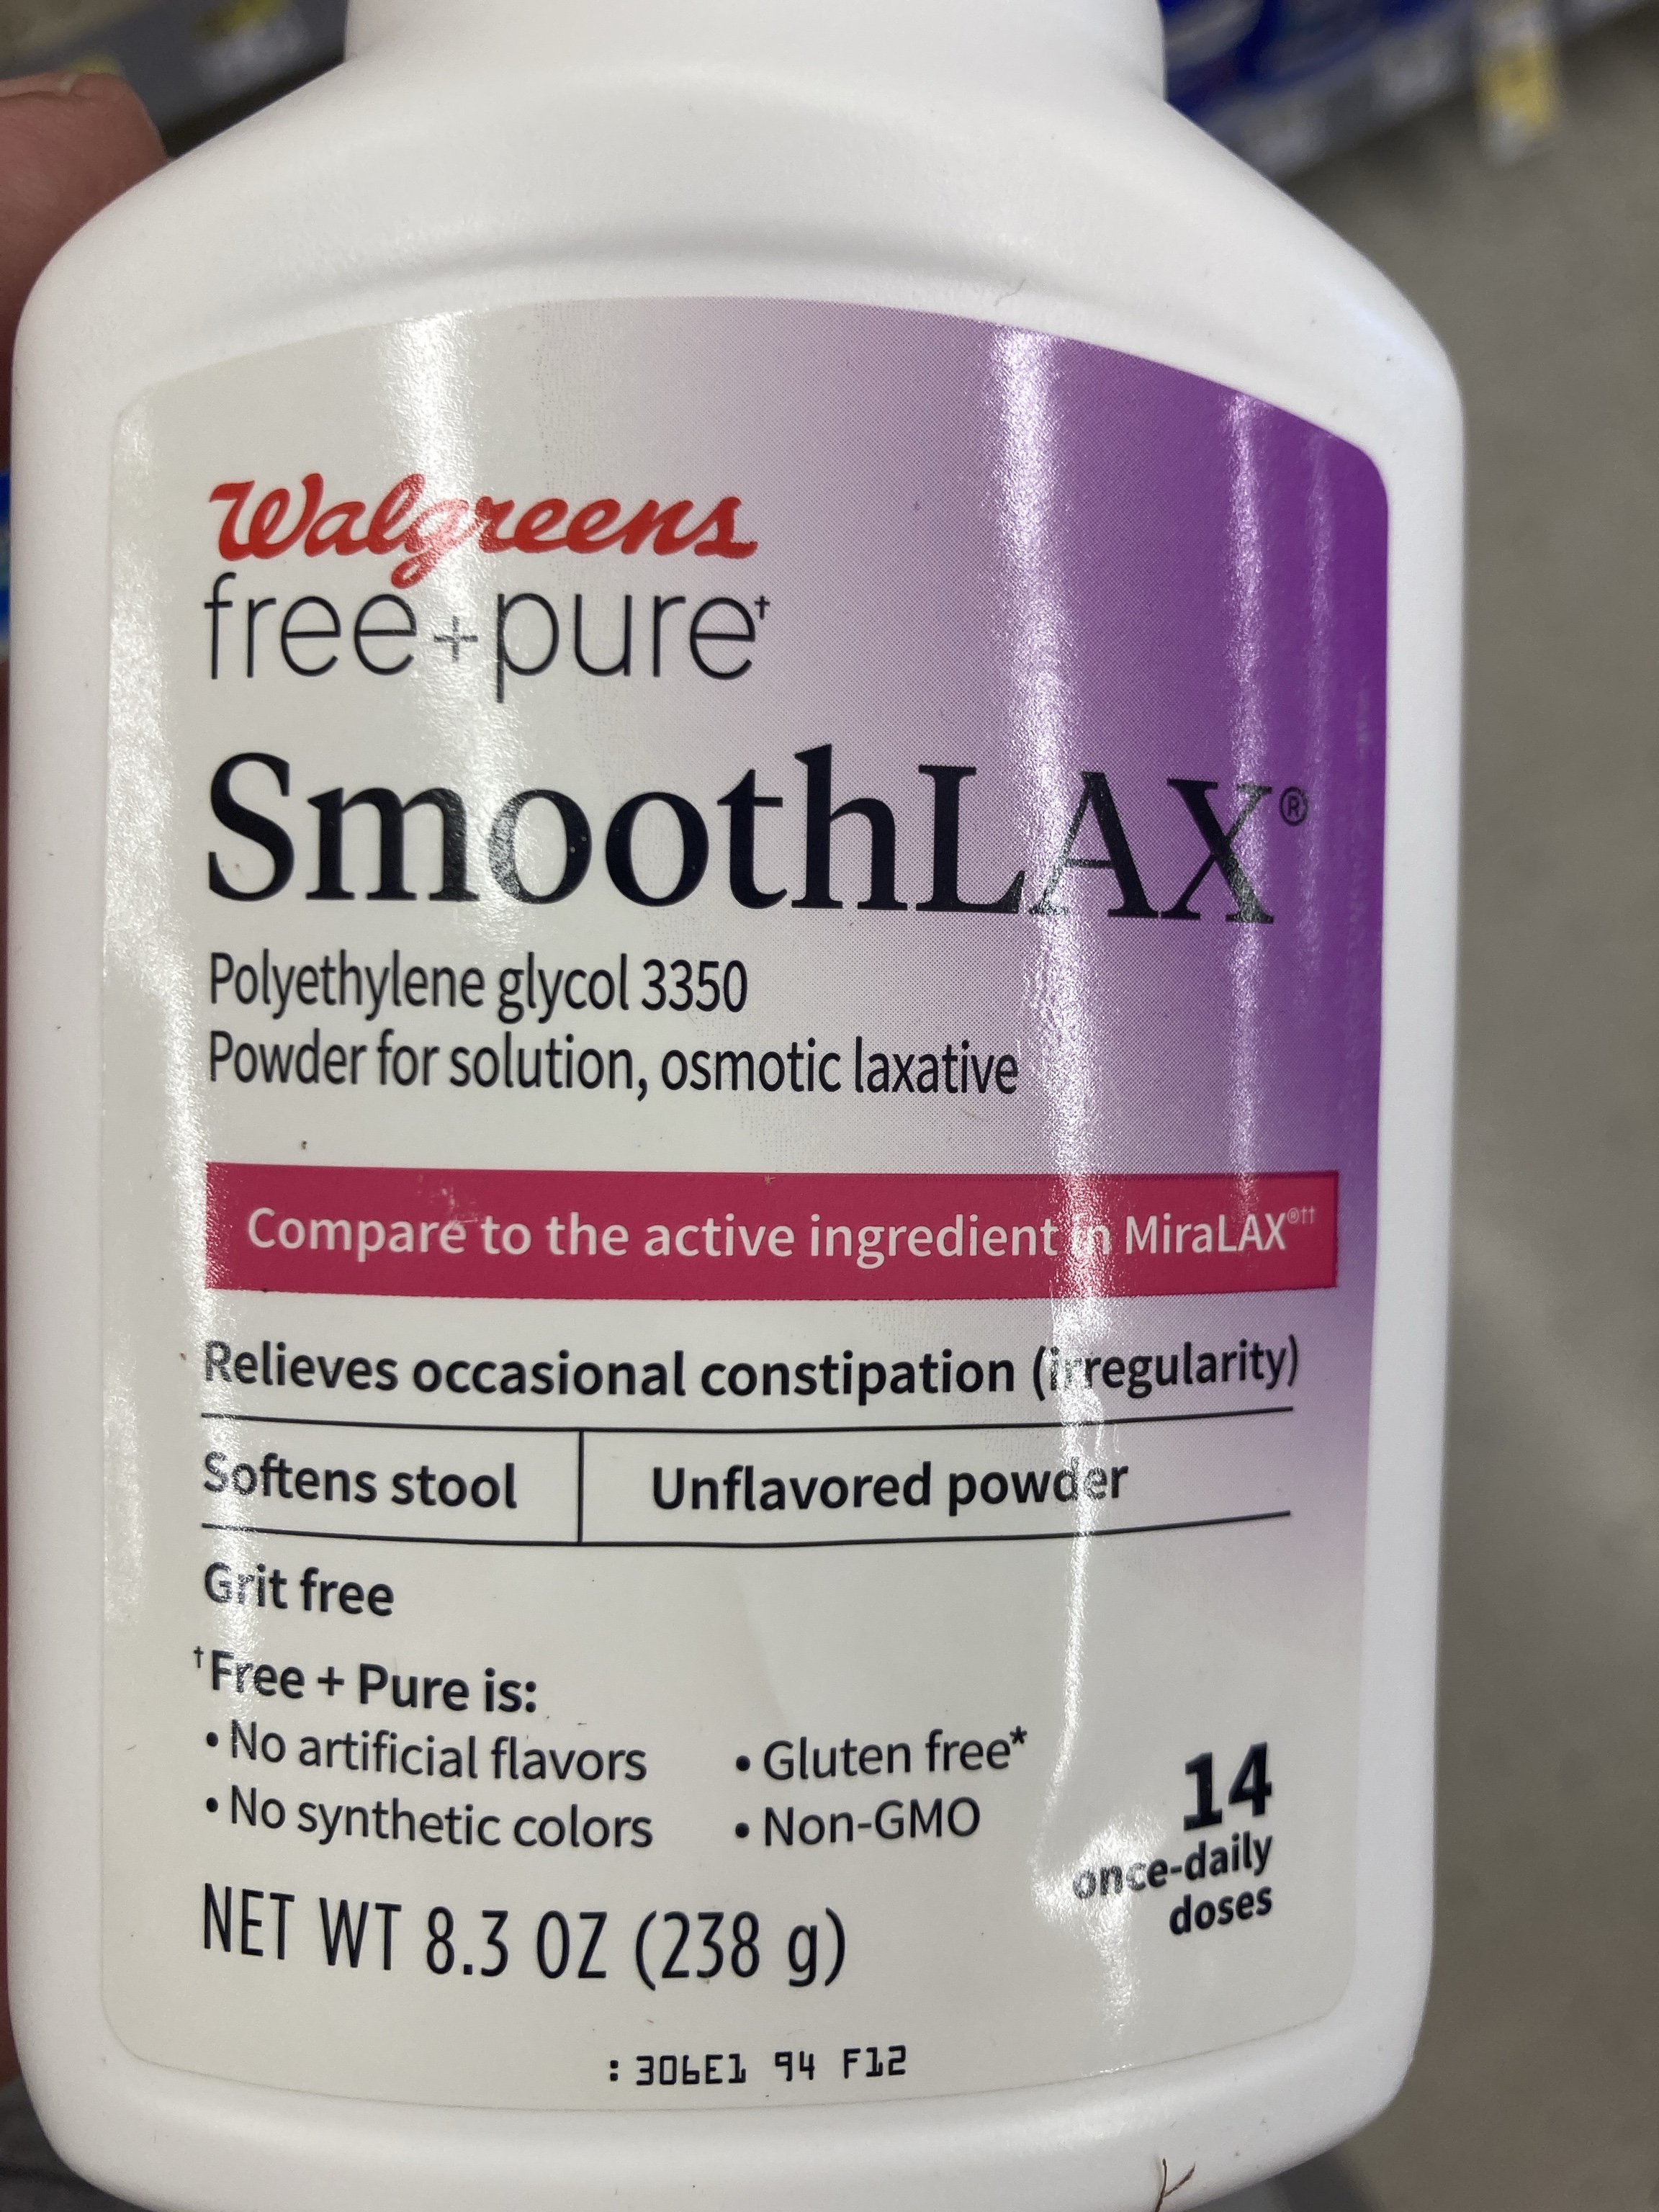 Walgreens
free+pure†
SmoothLAX®
Polyethylene glycol 3350
Powder for solution, osmotic laxative
Compare to the active ingredient in MiraLAX®††
Relieves occasional constipation (irregularity)
Softens stool
Unflavored powder
Grit free
†Free + Pure is:
• No artificial flavors
• No synthetic colors
• Gluten free*
• Non-GMO
14
once-daily
doses
NET WT 8.3 OZ (238 g)
: 306E1 94 F12